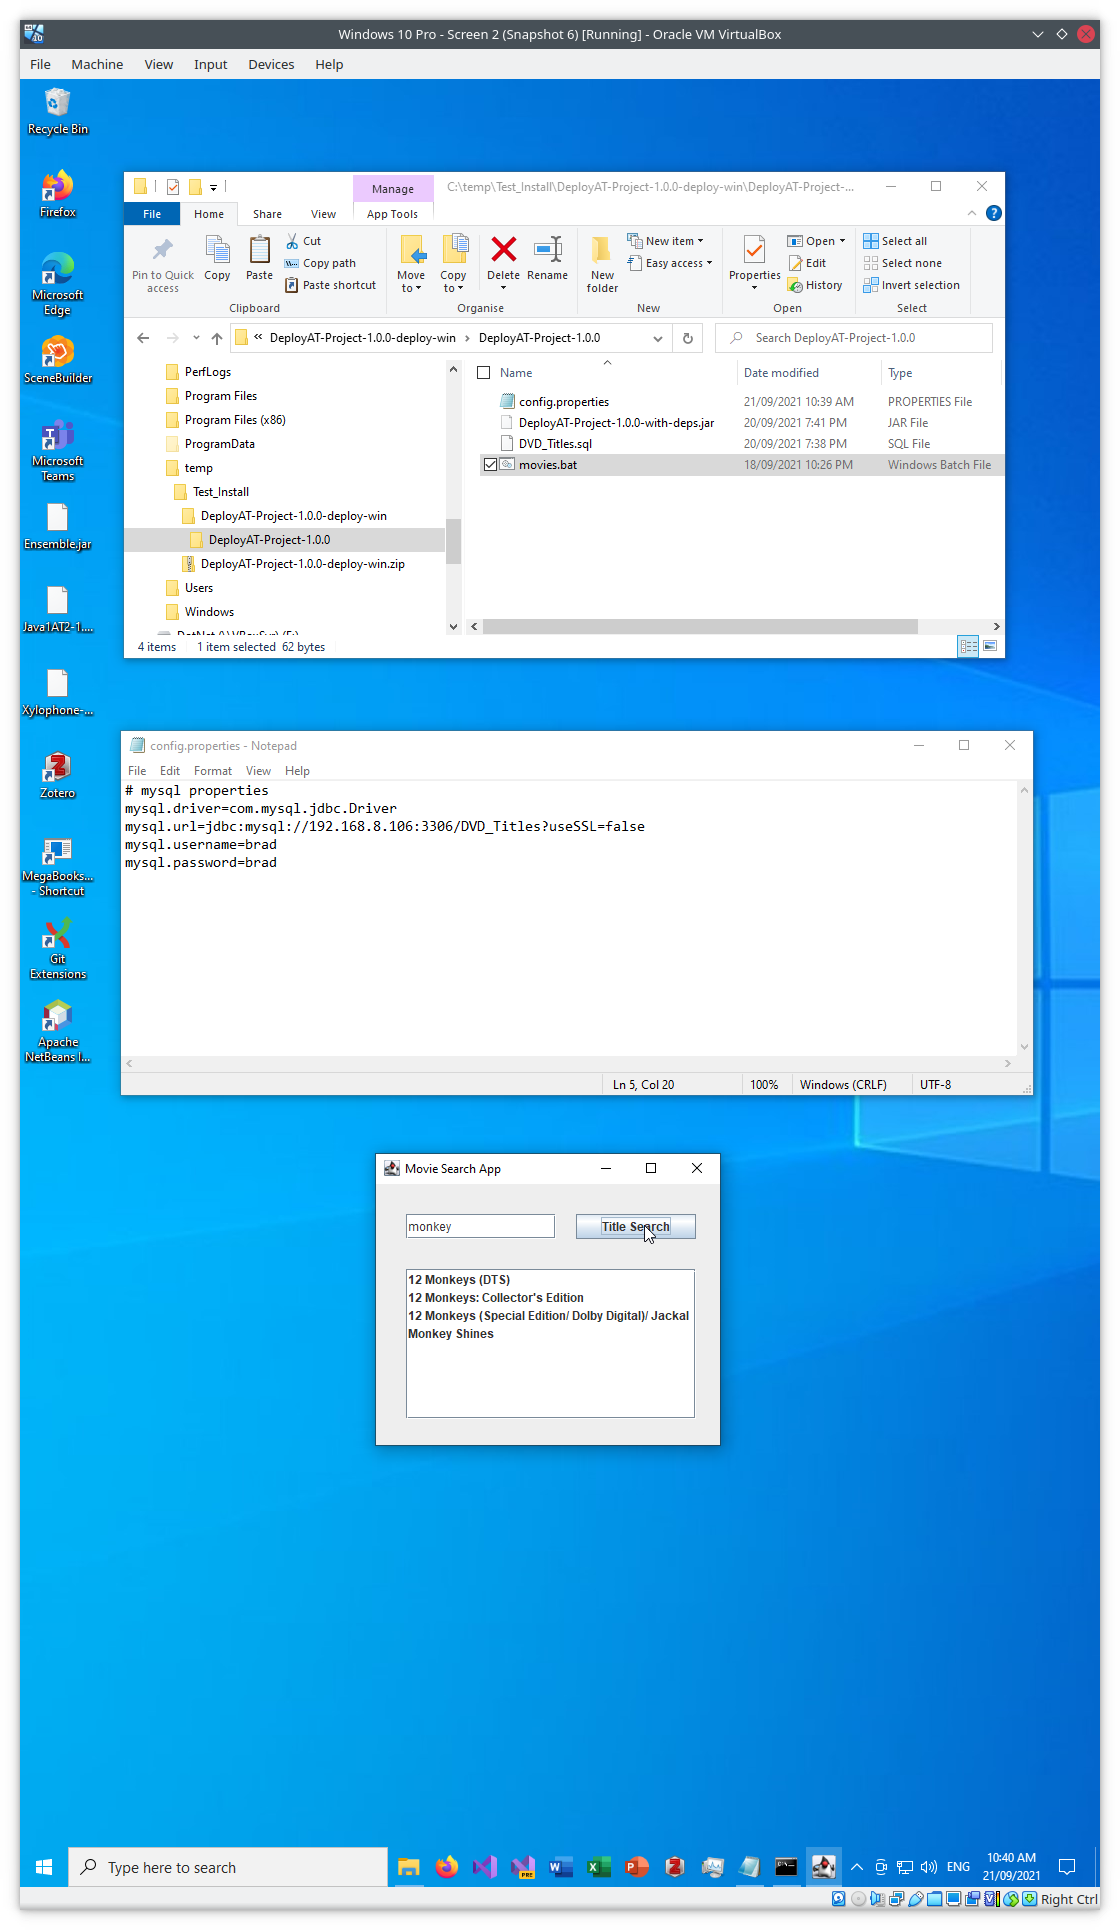 Windows 10 Pro - Screen 2 (Snapshot 6) [Running] - Oracle VM VirtualBox
File Machine View Input Devices Help
Recycle Bin
Firefox
Microsoft
Edge
SceneBuilder
Microsoft
Teams
Ensemble.jar
Java1AT2-1....
Xylophone-...
Zotero
MegaBooks...
- Shortcut
Git
Extensions
Apache
NetBeans I...
Manage
C:\temp\Test_Install\DeployAT-Project-1.0.0-deploy-win\DeployAT-Project-...
File Home Share View App Tools
Pin to Quick
access
Copy
Paste
Cut
Copy path
Paste shortcut
Clipboard
Move
to
Copy
to
Delete
Rename
Organise
New
folder
New item
Easy access
New
Properties
Open
Edit
History
Open
Select all
Select none
Invert selection
Select
« DeployAT-Project-1.0.0-deploy-win › DeployAT-Project-1.0.0
Search DeployAT-Project-1.0.0
PerfLogs
Program Files
Program Files (x86)
ProgramData
temp
Test_Install
DeployAT-Project-1.0.0-deploy-win
DeployAT-Project-1.0.0
DeployAT-Project-1.0.0-deploy-win.zip
Users
Windows
Name Date modified Type
config.properties 21/09/2021 10:39 AM PROPERTIES File
DeployAT-Project-1.0.0-with-deps.jar 20/09/2021 7:41 PM JAR File
DVD_Titles.sql 20/09/2021 7:38 PM SQL File
movies.bat 18/09/2021 10:26 PM Windows Batch File
4 items 1 item selected 62 bytes
config.properties - Notepad
File Edit Format View Help
# mysql properties
mysql.driver=com.mysql.jdbc.Driver
mysql.url=jdbc:mysql://192.168.8.106:3306/DVD_Titles?useSSL=false
mysql.username=brad
mysql.password=brad
Ln 5, Col 20 100% Windows (CRLF) UTF-8
Movie Search App
monkey Title Search
12 Monkeys (DTS)
12 Monkeys: Collector's Edition
12 Monkeys (Special Edition/ Dolby Digital)/ Jackal
Monkey Shines
Type here to search
ENG
10:40 AM
21/09/2021
Right Ctrl